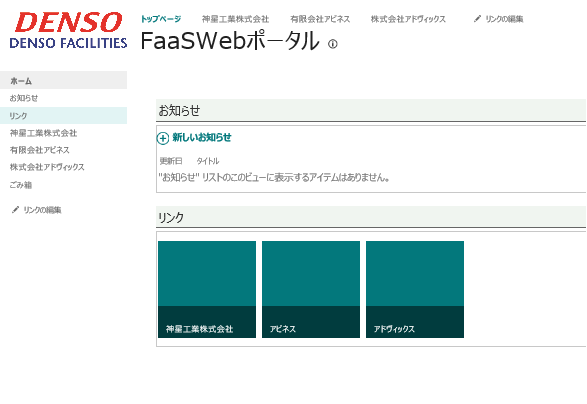 DENSO
DENSO FACILITIES
トップページ 神星工業株式会社 有限会社アピネス 株式会社アドヴィックス リンクの編集
FaaSWebポータル
ホーム
お知らせ
リンク
神星工業株式会社
有限会社アピネス
株式会社アドヴィックス
ごみ箱
リンクの編集
お知らせ
新しいお知らせ
更新日 タイトル
"お知らせ" リストのこのビューに表示するアイテムはありません。
リンク
神星工業株式会社 アピネス アドヴィックス